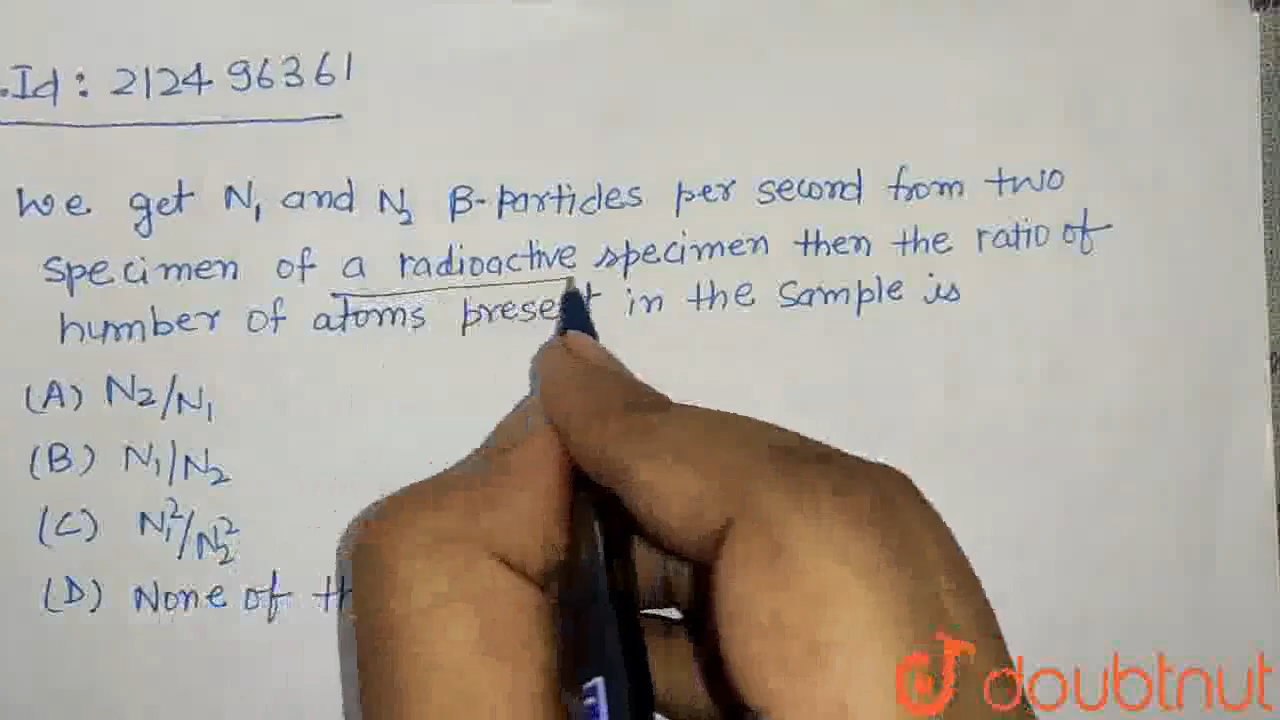 .Id: 212496361
We get N₁ and N₂ β-particles per second from two
specimen of a radioactive specimen then the ratio of
number of atoms present in the sample is
(A) N₂/N₁
(B) N₁/N₂
(C) N₁²/N₂²
(D) None of
doubtnut